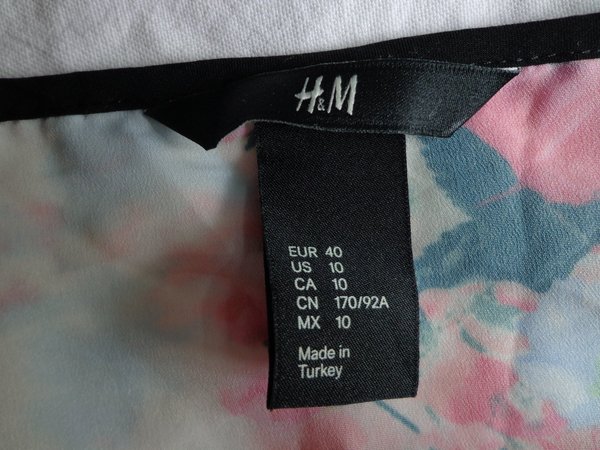 H&M
EUR 40
US 10
CA 10
CN 170/92A
MX 10
Made in
Turkey